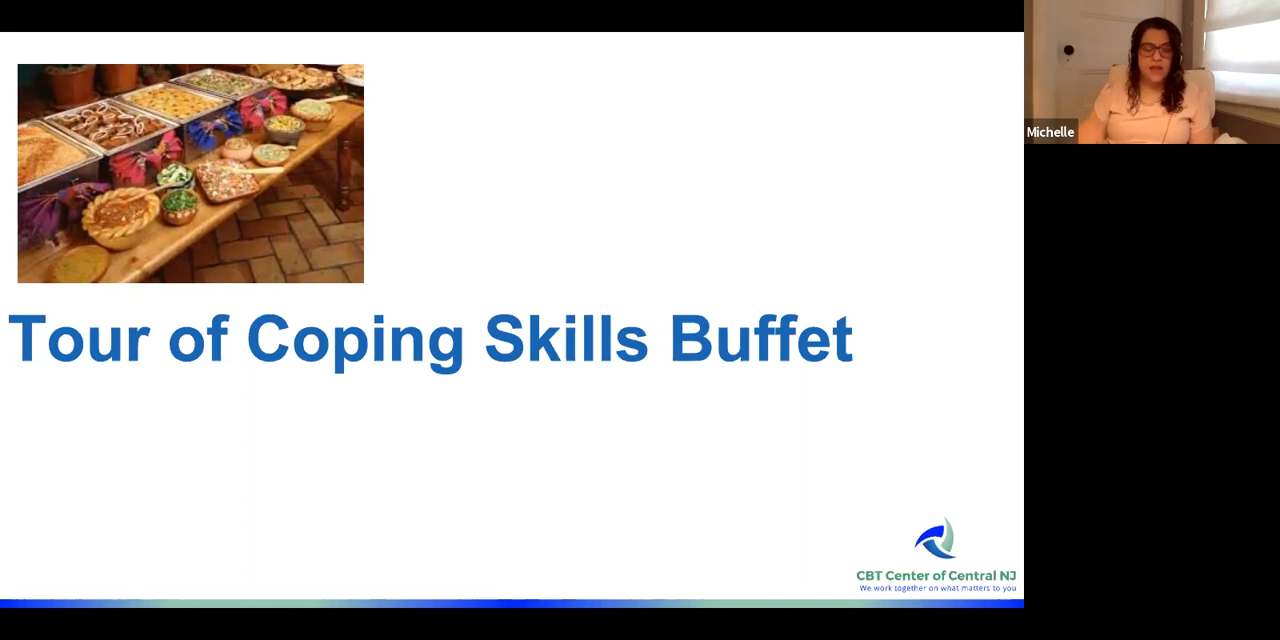 Michelle
Tour of Coping Skills Buffet
CBT Center of Central NJ
We work together on what matters to you